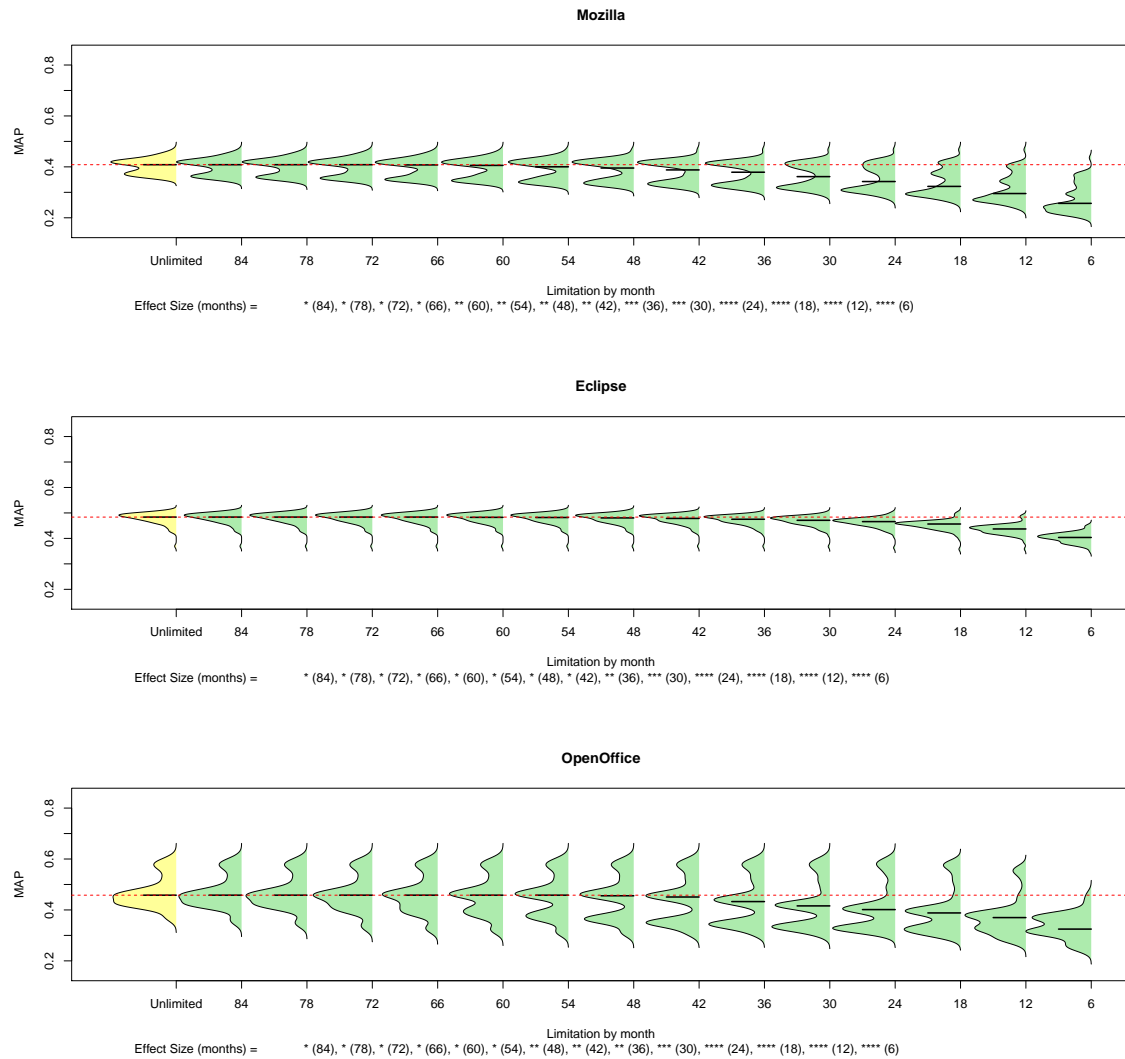 Mozilla
MAP
0.8
0.6
0.4
0.2
Unlimited 84 78 72 66 60 54 48 42 36 30 24 18 12 6
Limitation by month
Effect Size (months) = * (84), * (78), * (72), * (66), ** (60), ** (54), ** (48), ** (42), *** (36), *** (30), **** (24), **** (18), **** (12), **** (6)
Eclipse
MAP
0.8
0.6
0.4
0.2
Unlimited 84 78 72 66 60 54 48 42 36 30 24 18 12 6
Limitation by month
Effect Size (months) = * (84), * (78), * (72), * (66), * (60), * (54), * (48), * (42), ** (36), *** (30), **** (24), **** (18), **** (12), **** (6)
OpenOffice
MAP
0.8
0.6
0.4
0.2
Unlimited 84 78 72 66 60 54 48 42 36 30 24 18 12 6
Limitation by month
Effect Size (months) = * (84), * (78), * (72), * (66), * (60), * (54), ** (48), ** (42), ** (36), *** (30), **** (24), **** (18), **** (12), **** (6)